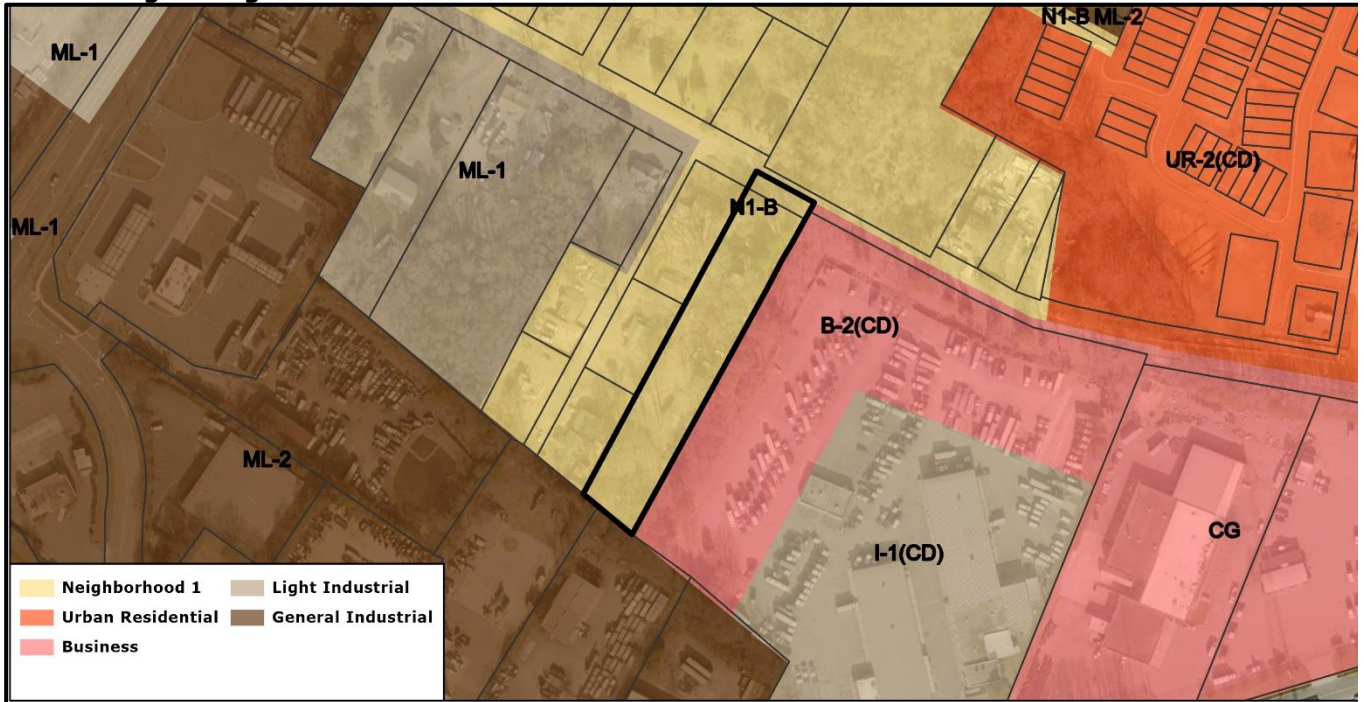 N1-B ML-2
ML-1
UR-2(CD)
ML-1
N1-B
ML-1
B-2(CD)
ML-2
CG
I-1(CD)
Neighborhood 1
Light Industrial
Urban Residential
General Industrial
Business